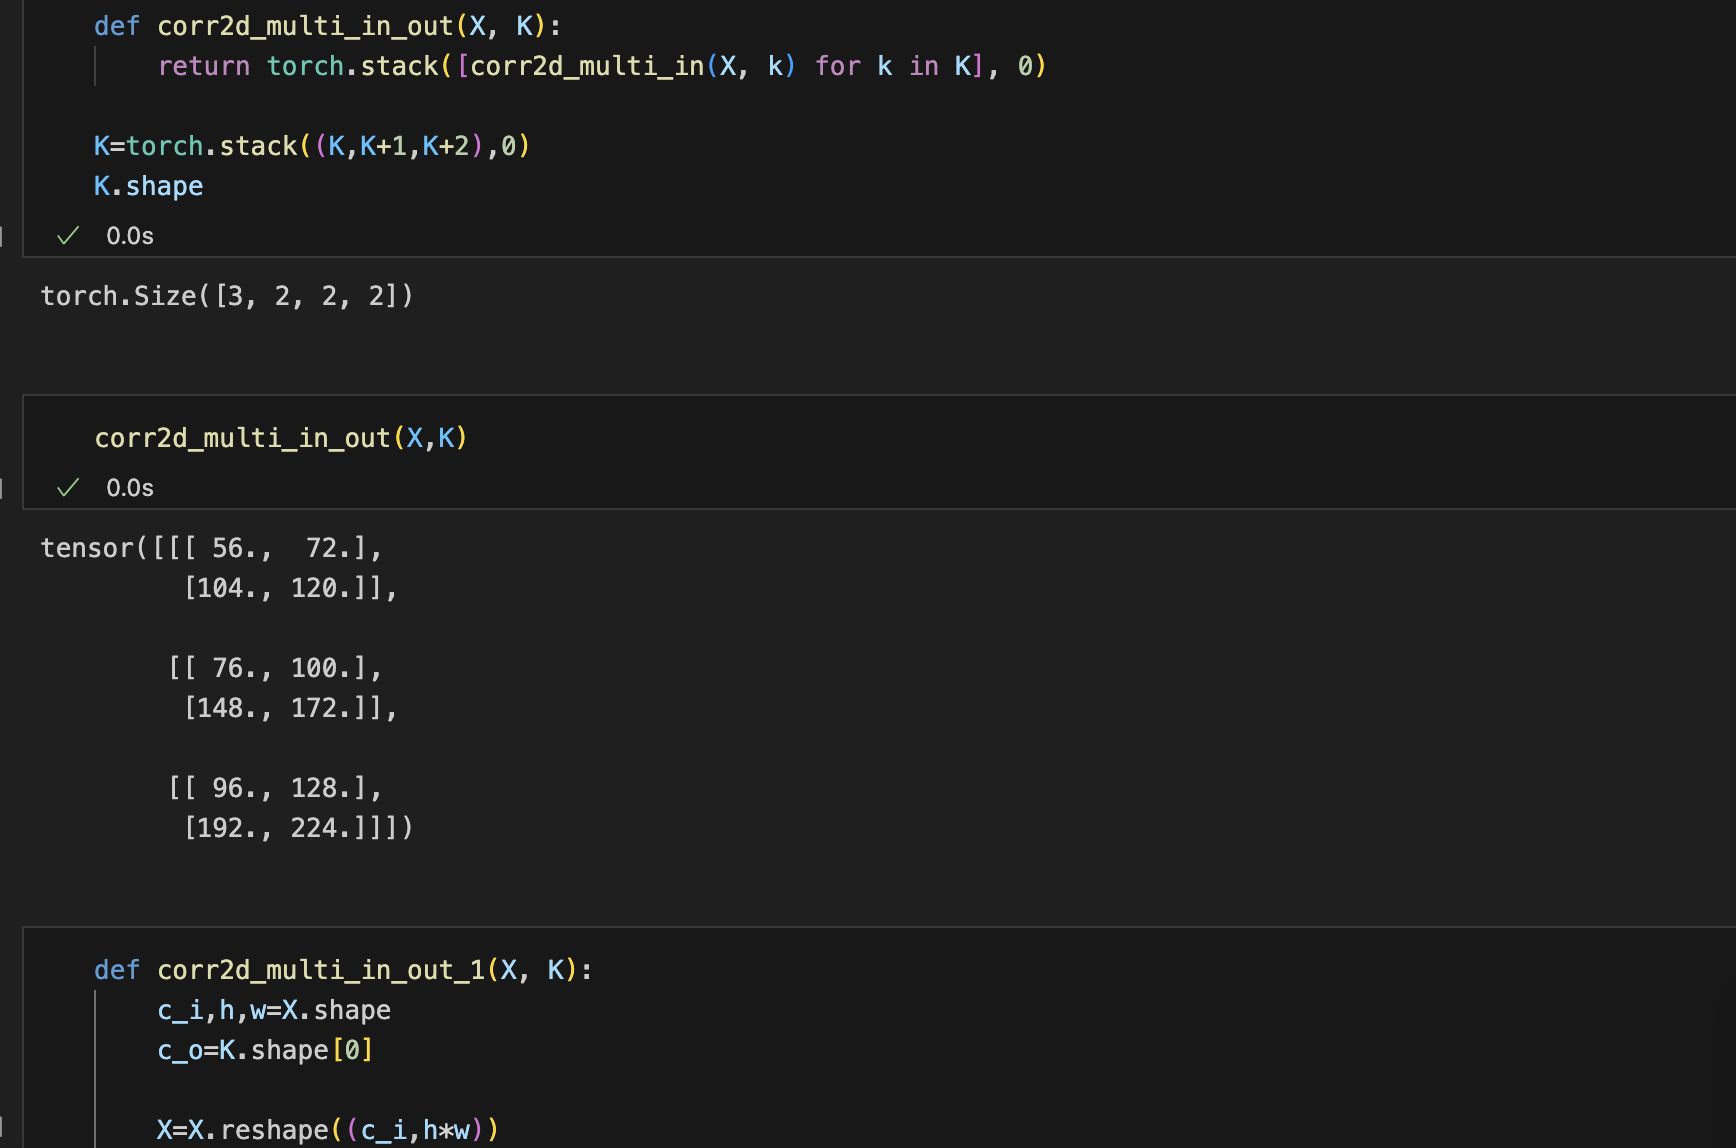 def corr2d_multi_in_out(X, K):
    return torch.stack([corr2d_multi_in(X, k) for k in K], 0)
K=torch.stack((K,K+1,K+2),0)
K.shape
0.0s
torch.Size([3, 2, 2, 2])
corr2d_multi_in_out(X,K)
0.0s
tensor([[[ 56.,  72.],
         [104., 120.]],
        [[ 76., 100.],
         [148., 172.]],
        [[ 96., 128.],
         [192., 224.]]])
def corr2d_multi_in_out_1(X, K):
    c_i,h,w=X.shape
    c_o=K.shape[0]
    X=X.reshape((c_i,h*w))